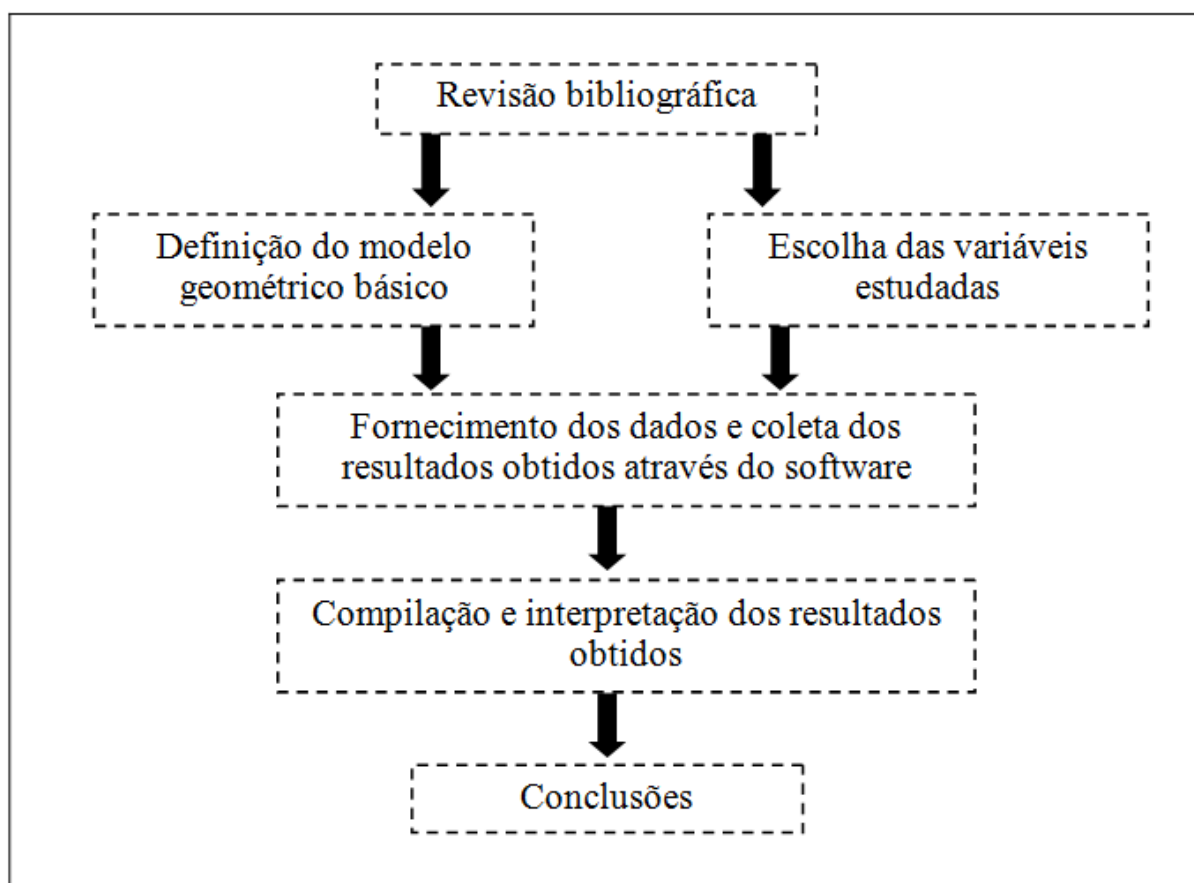 Revisão bibliográfica
Definição do modelo
geométrico básico
Escolha das variáveis
estudadas
Fornecimento dos dados e coleta dos
resultados obtidos através do software
Compilação e interpretação dos resultados
obtidos
Conclusões